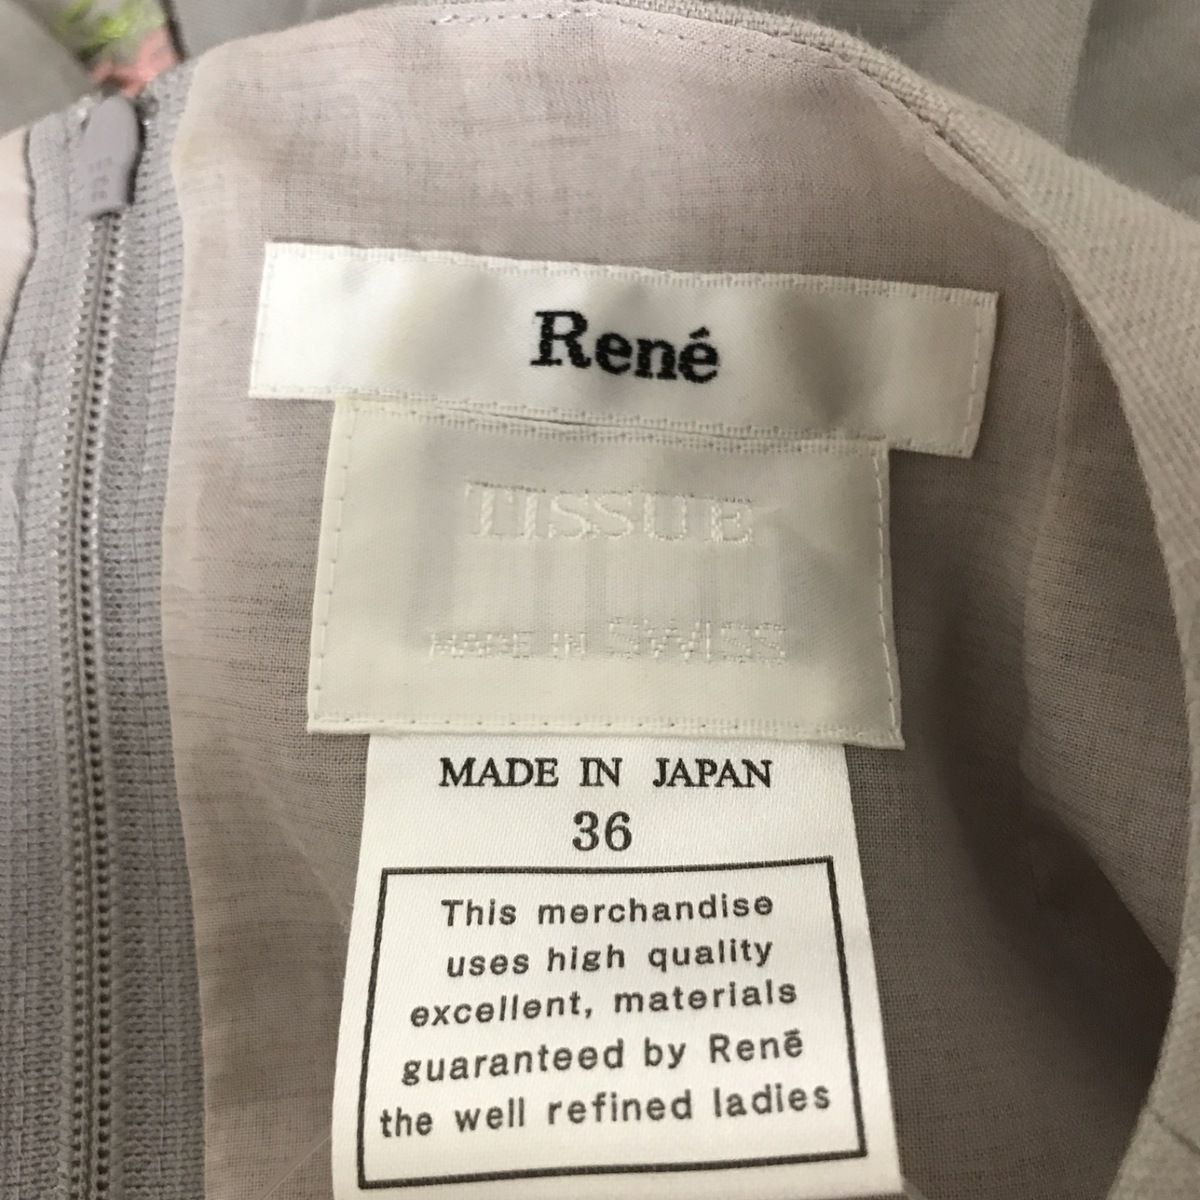 René
TISSUE
MADE IN SWISS
MADE IN JAPAN
36
This merchandise
uses high quality
excellent, materials
guaranteed by René
the well refined ladies